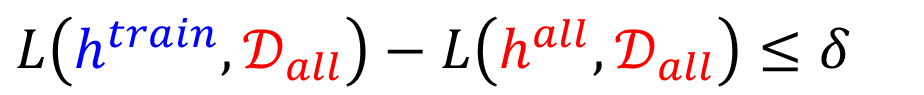 L(h^{train}, 𝒟_{all}) − L(h^{all}, 𝒟_{all}) ≤ δ